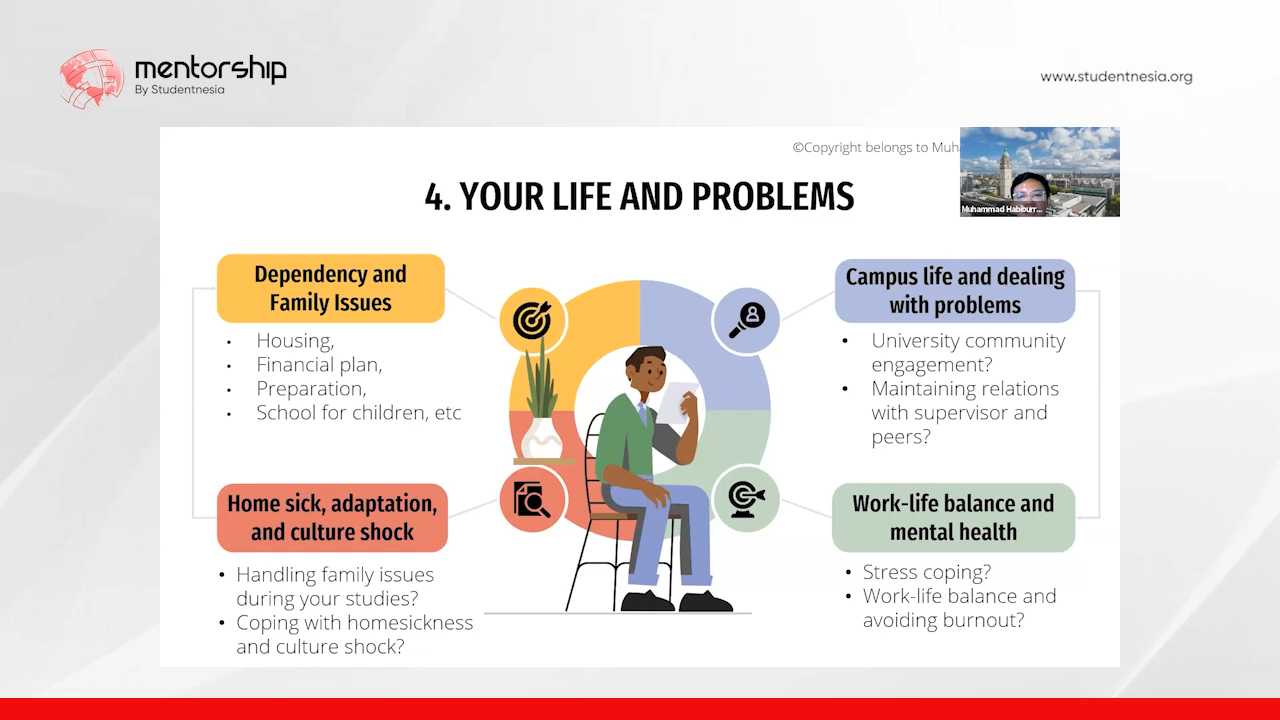 mentorship
By Studentnesia
www.studentnesia.org
©Copyright belongs to
Muhammad Habiburr...
4. YOUR LIFE AND PROBLEMS
Dependency and
Family Issues
• Housing,
• Financial plan,
• Preparation,
• School for children, etc
Campus life and dealing
with problems
• University community
engagement?
• Maintaining relations
with supervisor and
peers?
Home sick, adaptation,
and culture shock
• Handling family issues
during your studies?
• Coping with homesickness
and culture shock?
Work-life balance and
mental health
• Stress coping?
• Work-life balance and
avoiding burnout?